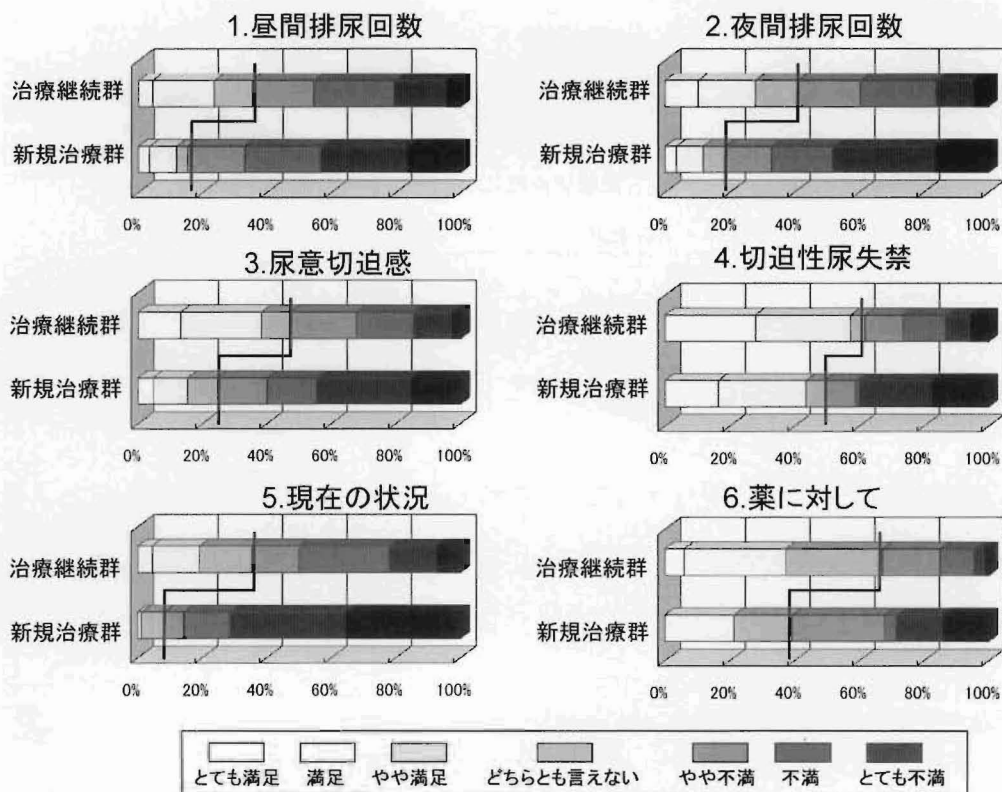 1.昼間排尿回数
治療継続群
新規治療群
0% 20% 40% 60% 80% 100%
2.夜間排尿回数
治療継続群
新規治療群
0% 20% 40% 60% 80% 100%
3.尿意切迫感
治療継続群
新規治療群
0% 20% 40% 60% 80% 100%
4.切迫性尿失禁
治療継続群
新規治療群
0% 20% 40% 60% 80% 100%
5.現在の状況
治療継続群
新規治療群
0% 20% 40% 60% 80% 100%
6.薬に対して
治療継続群
新規治療群
0% 20% 40% 60% 80% 100%
とても満足 満足 やや満足 どちらとも言えない やや不満 不満 とても不満